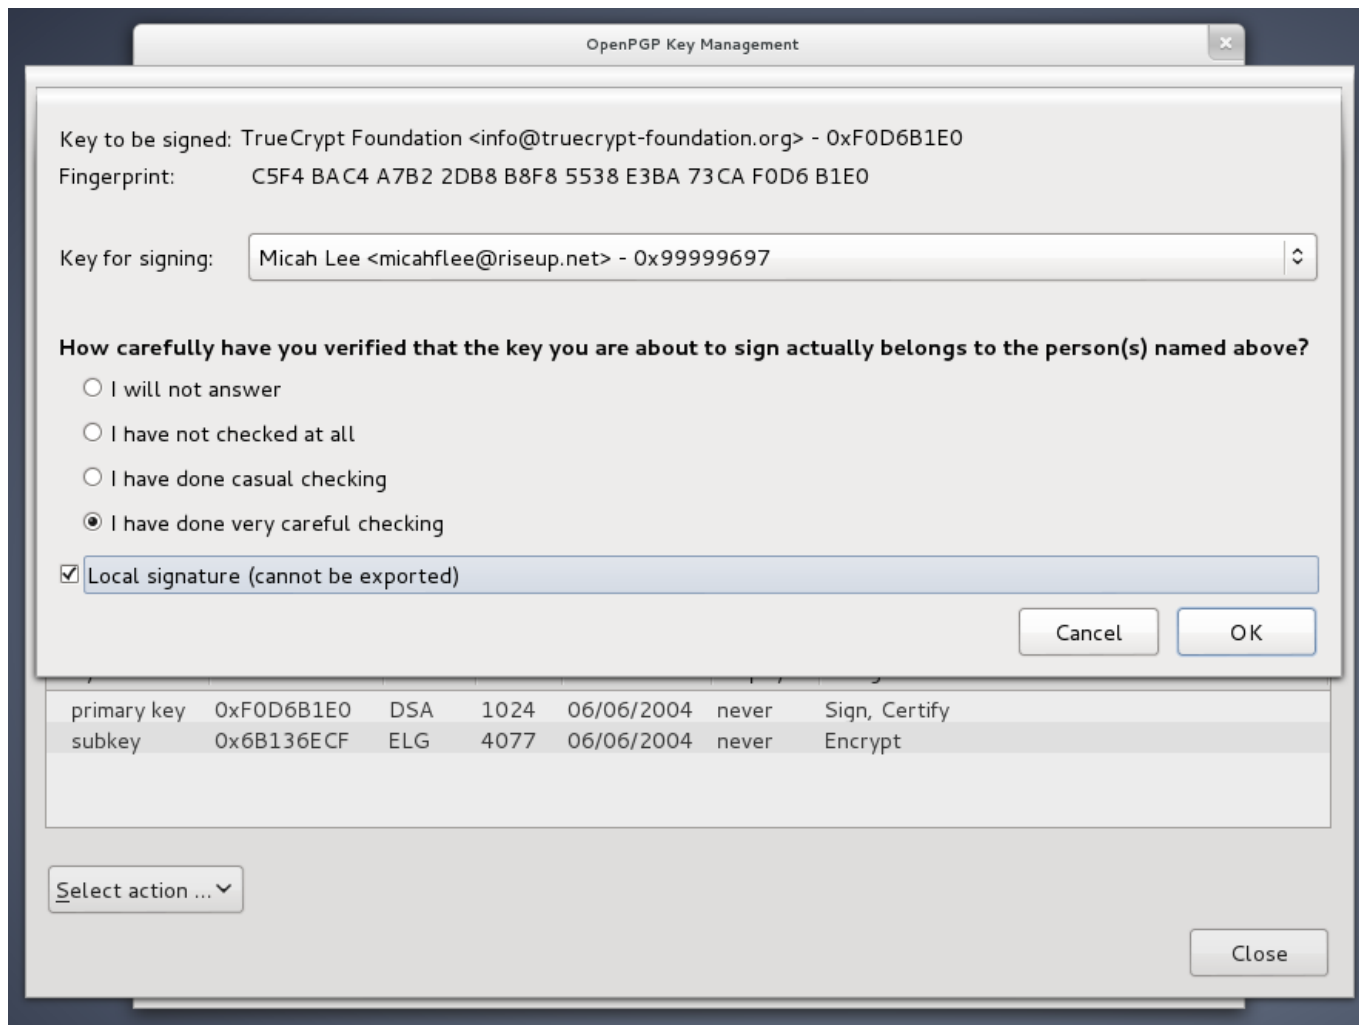 OpenPGP Key Management
Key to be signed: TrueCrypt Foundation <info@truecrypt-foundation.org> - 0xF0D6B1E0
Fingerprint: C5F4 BAC4 A7B2 2DB8 B8F8 5538 E3BA 73CA F0D6 B1E0
Key for signing: Micah Lee <micahflee@riseup.net> - 0x99999697
How carefully have you verified that the key you are about to sign actually belongs to the person(s) named above?
I will not answer
I have not checked at all
I have done casual checking
I have done very careful checking
Local signature (cannot be exported)
Cancel OK
primary key 0xF0D6B1E0 DSA 1024 06/06/2004 never Sign, Certify
subkey 0x6B136ECF ELG 4077 06/06/2004 never Encrypt
Select action ...
Close